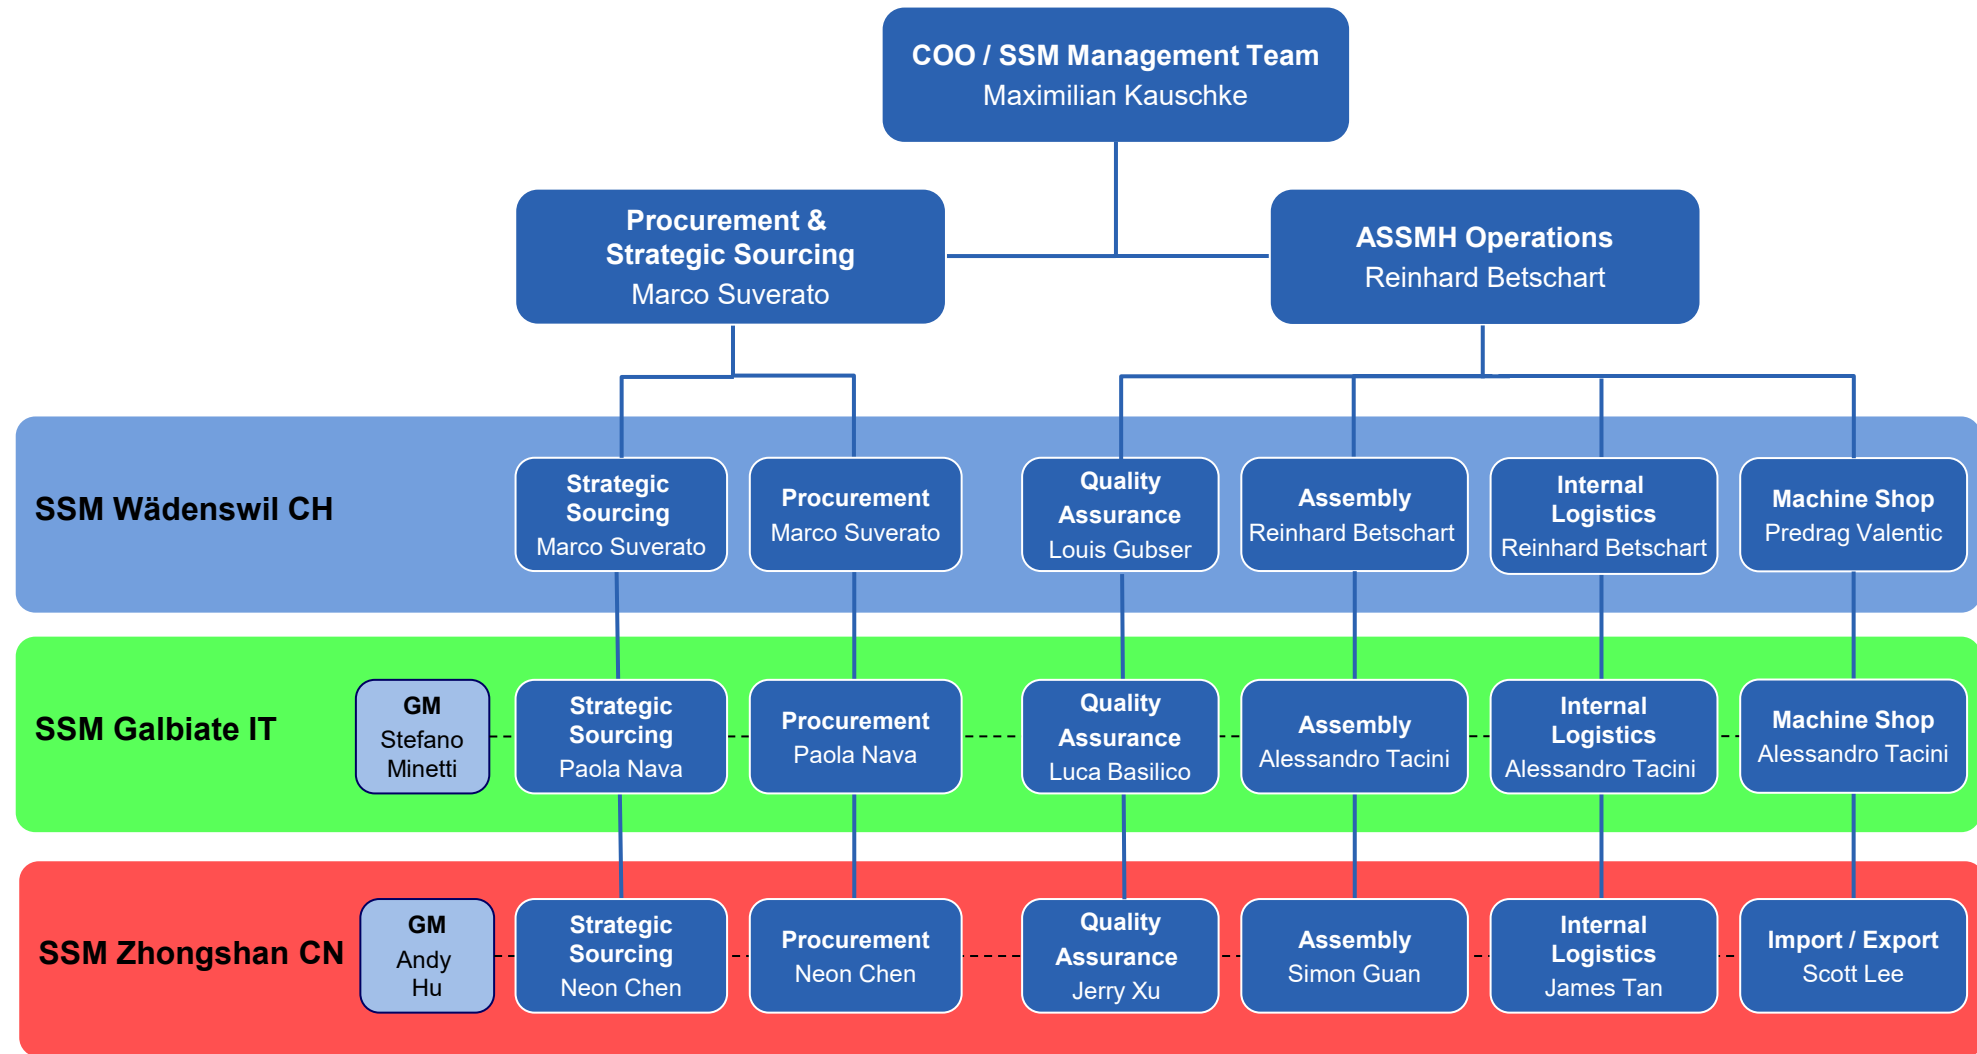 COO / SSM Management Team
Maximilian Kauschke
Procurement &
Strategic Sourcing
Marco Suverato
ASSMH Operations
Reinhard Betschart
SSM Wädenswil CH
Strategic
Sourcing
Marco Suverato
Procurement
Marco Suverato
Quality
Assurance
Louis Gubser
Assembly
Reinhard Betschart
Internal
Logistics
Reinhard Betschart
Machine Shop
Predrag Valentic
SSM Galbiate IT
GM
Stefano
Minetti
Strategic
Sourcing
Paola Nava
Procurement
Paola Nava
Quality
Assurance
Luca Basilico
Assembly
Alessandro Tacini
Internal
Logistics
Alessandro Tacini
Machine Shop
Alessandro Tacini
SSM Zhongshan CN
GM
Andy
Hu
Strategic
Sourcing
Neon Chen
Procurement
Neon Chen
Quality
Assurance
Jerry Xu
Assembly
Simon Guan
Internal
Logistics
James Tan
Import / Export
Scott Lee